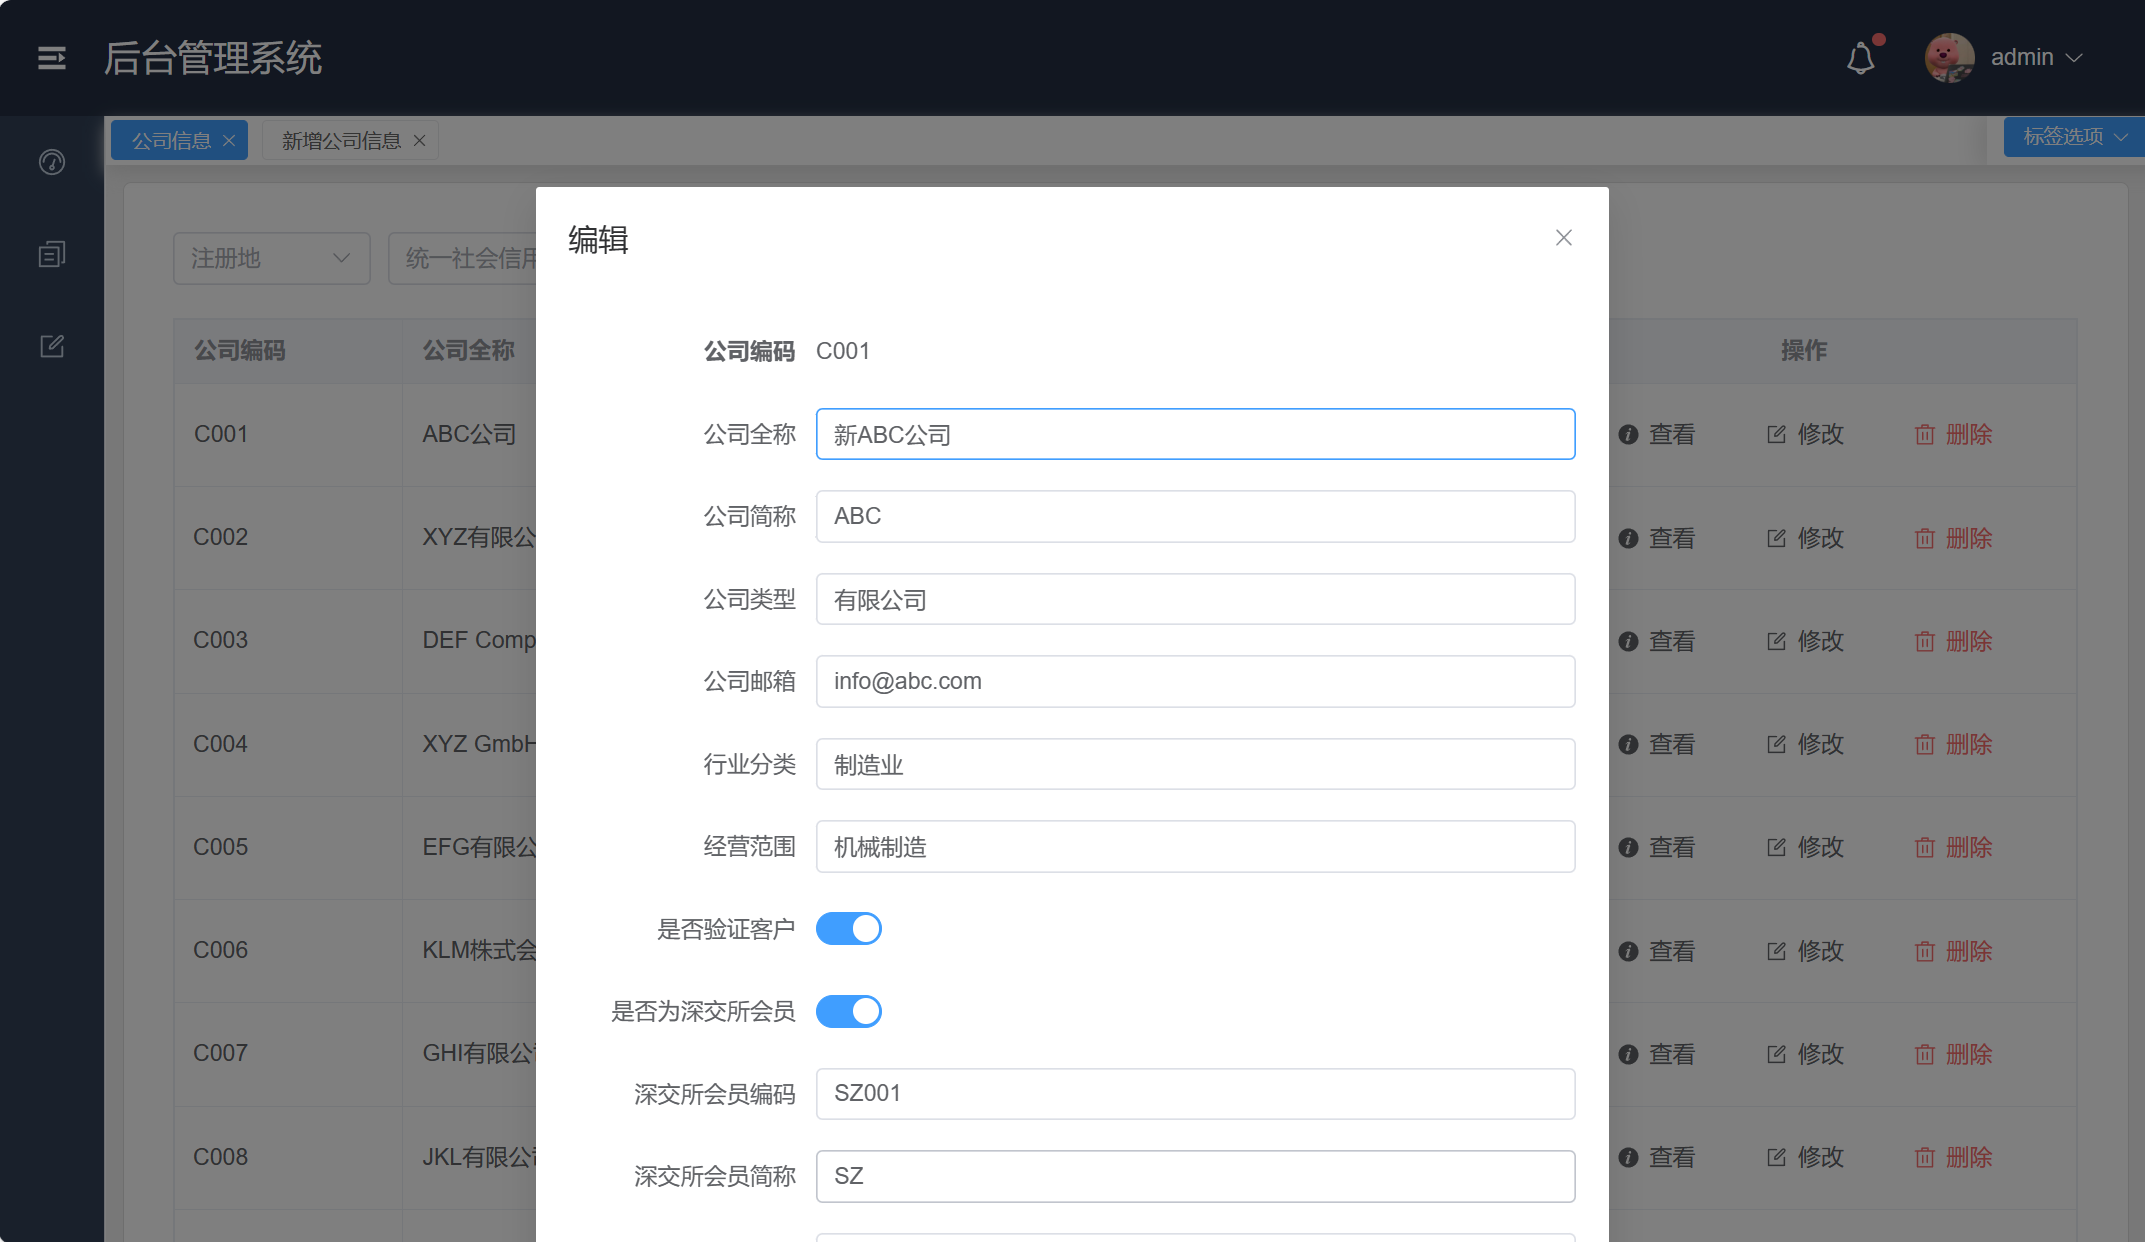 后台管理系统
admin
公司信息
新增公司信息
标签选项
注册地
统一社会信用
公司编码
公司全称
操作
C001
ABC公司
查看
修改
删除
C002
XYZ有限公
查看
修改
删除
C003
DEF Comp
查看
修改
删除
C004
XYZ GmbH
查看
修改
删除
C005
EFG有限公
查看
修改
删除
C006
KLM株式会
查看
修改
删除
C007
GHI有限公
查看
修改
删除
C008
JKL有限公
查看
修改
删除
编辑
公司编码 C001
公司全称 新ABC公司
公司简称 ABC
公司类型 有限公司
公司邮箱 info@abc.com
行业分类 制造业
经营范围 机械制造
是否验证客户
是否为深交所会员
深交所会员编码 SZ001
深交所会员简称 SZ